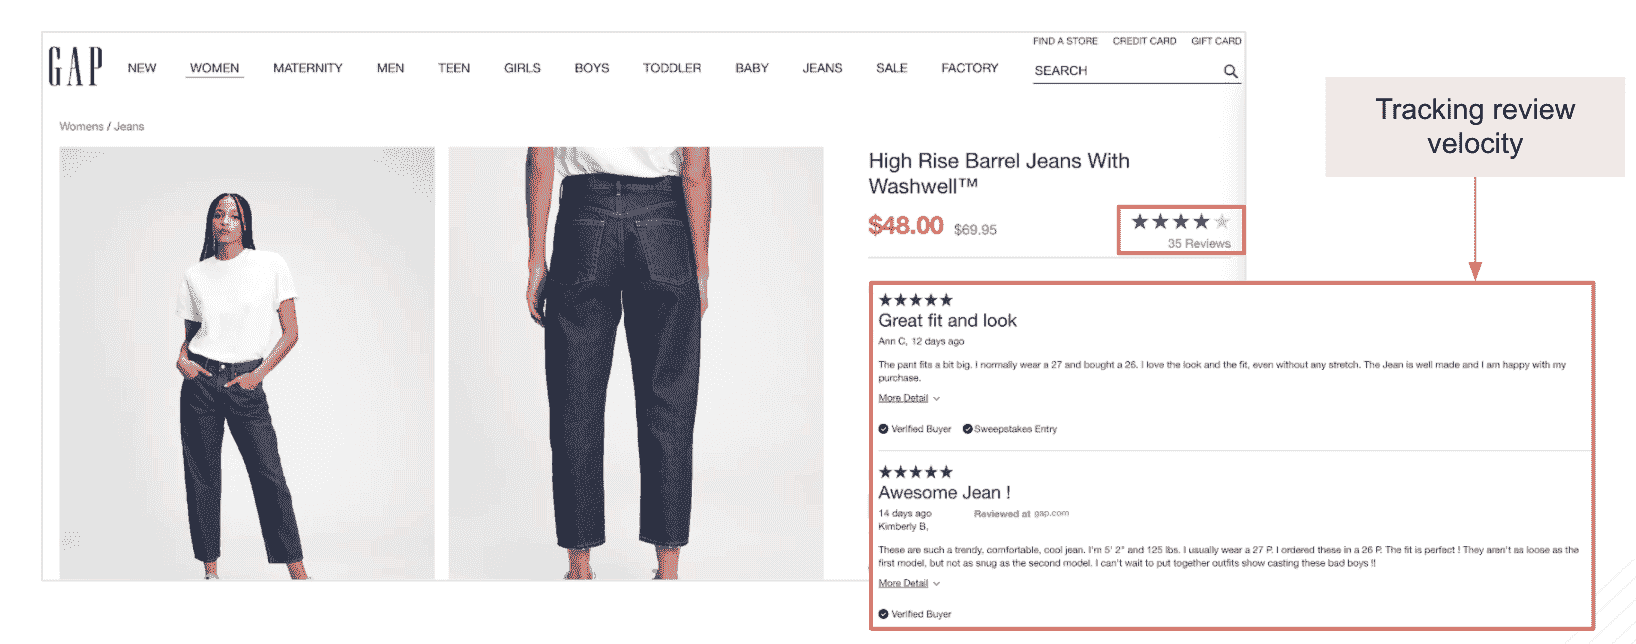 FIND A STORE CREDIT CARD GIFT CARD
GAP NEW WOMEN MATERNITY MEN TEEN GIRLS BOYS TODDLER BABY JEANS SALE FACTORY SEARCH
Womens / Jeans
Tracking review
velocity
High Rise Barrel Jeans With
Washwell™
$48.00 $69.95
35 Reviews
Great fit and look
Ann C, 12 days ago
The pant fits a bit big. I normally wear a 27 and bought a 26. I love the look and the fit, even without any stretch. The Jean is well made and I am happy with my
purchase.
More Detail
Verified Buyer Sweepstakes Entry
Awesome Jean !
14 days ago Reviewed at gap.com
Kimberly B,
These are such a trendy, comfortable, cool jean. I'm 5' 2" and 125 lbs. I usually wear a 27 P. I ordered these in a 26 P. The fit is perfect ! They aren't as loose as the
first model, but not as snug as the second model. I can't wait to put together outfits show casting these bad boys !!
More Detail
Verified Buyer